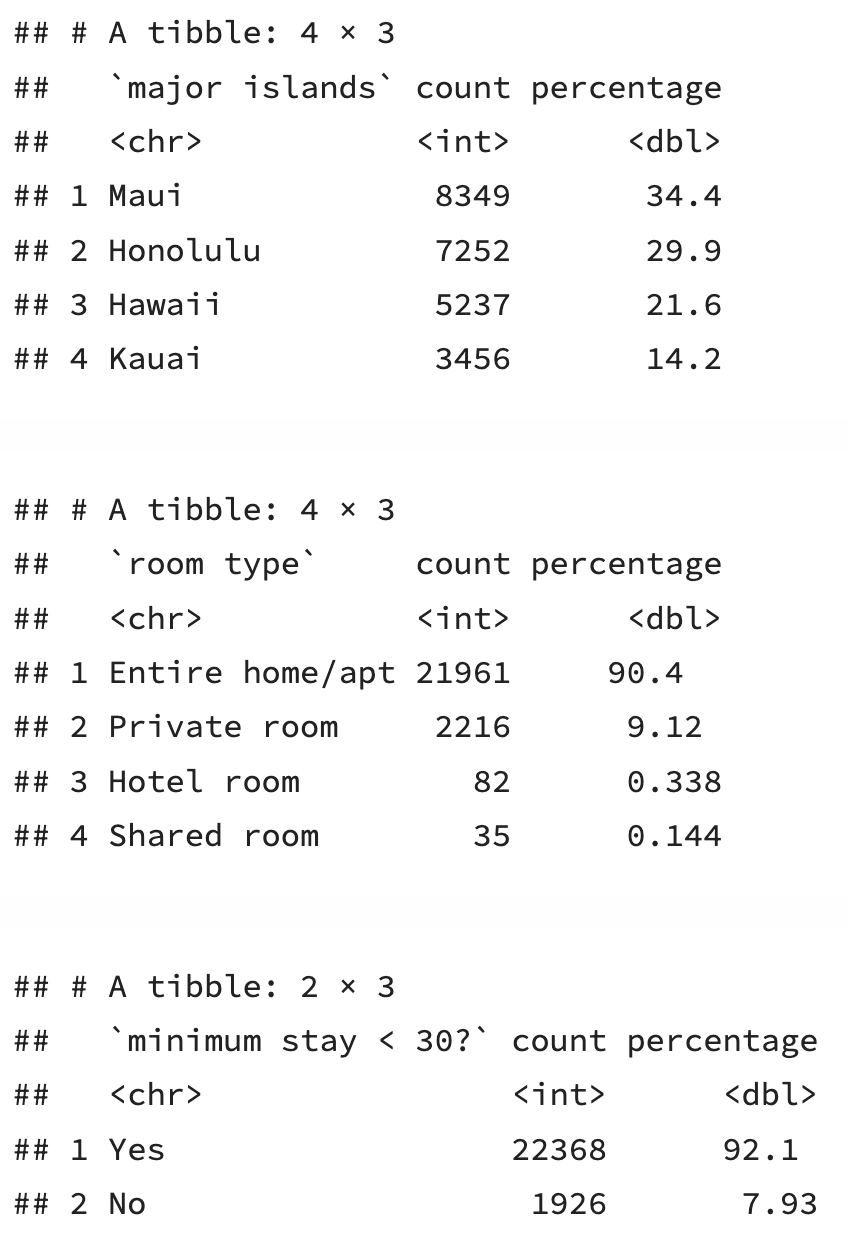 ## # A tibble: 4 × 3
##   `major islands` count percentage
##   <chr>           <int>      <dbl>
## 1 Maui             8349       34.4
## 2 Honolulu         7252       29.9
## 3 Hawaii           5237       21.6
## 4 Kauai            3456       14.2
## # A tibble: 4 × 3
##   `room type`     count percentage
##   <chr>           <int>      <dbl>
## 1 Entire home/apt 21961     90.4
## 2 Private room     2216      9.12
## 3 Hotel room         82      0.338
## 4 Shared room        35      0.144
## # A tibble: 2 × 3
##   `minimum stay < 30?` count percentage
##   <chr>                <int>      <dbl>
## 1 Yes                  22368      92.1
## 2 No                    1926       7.93